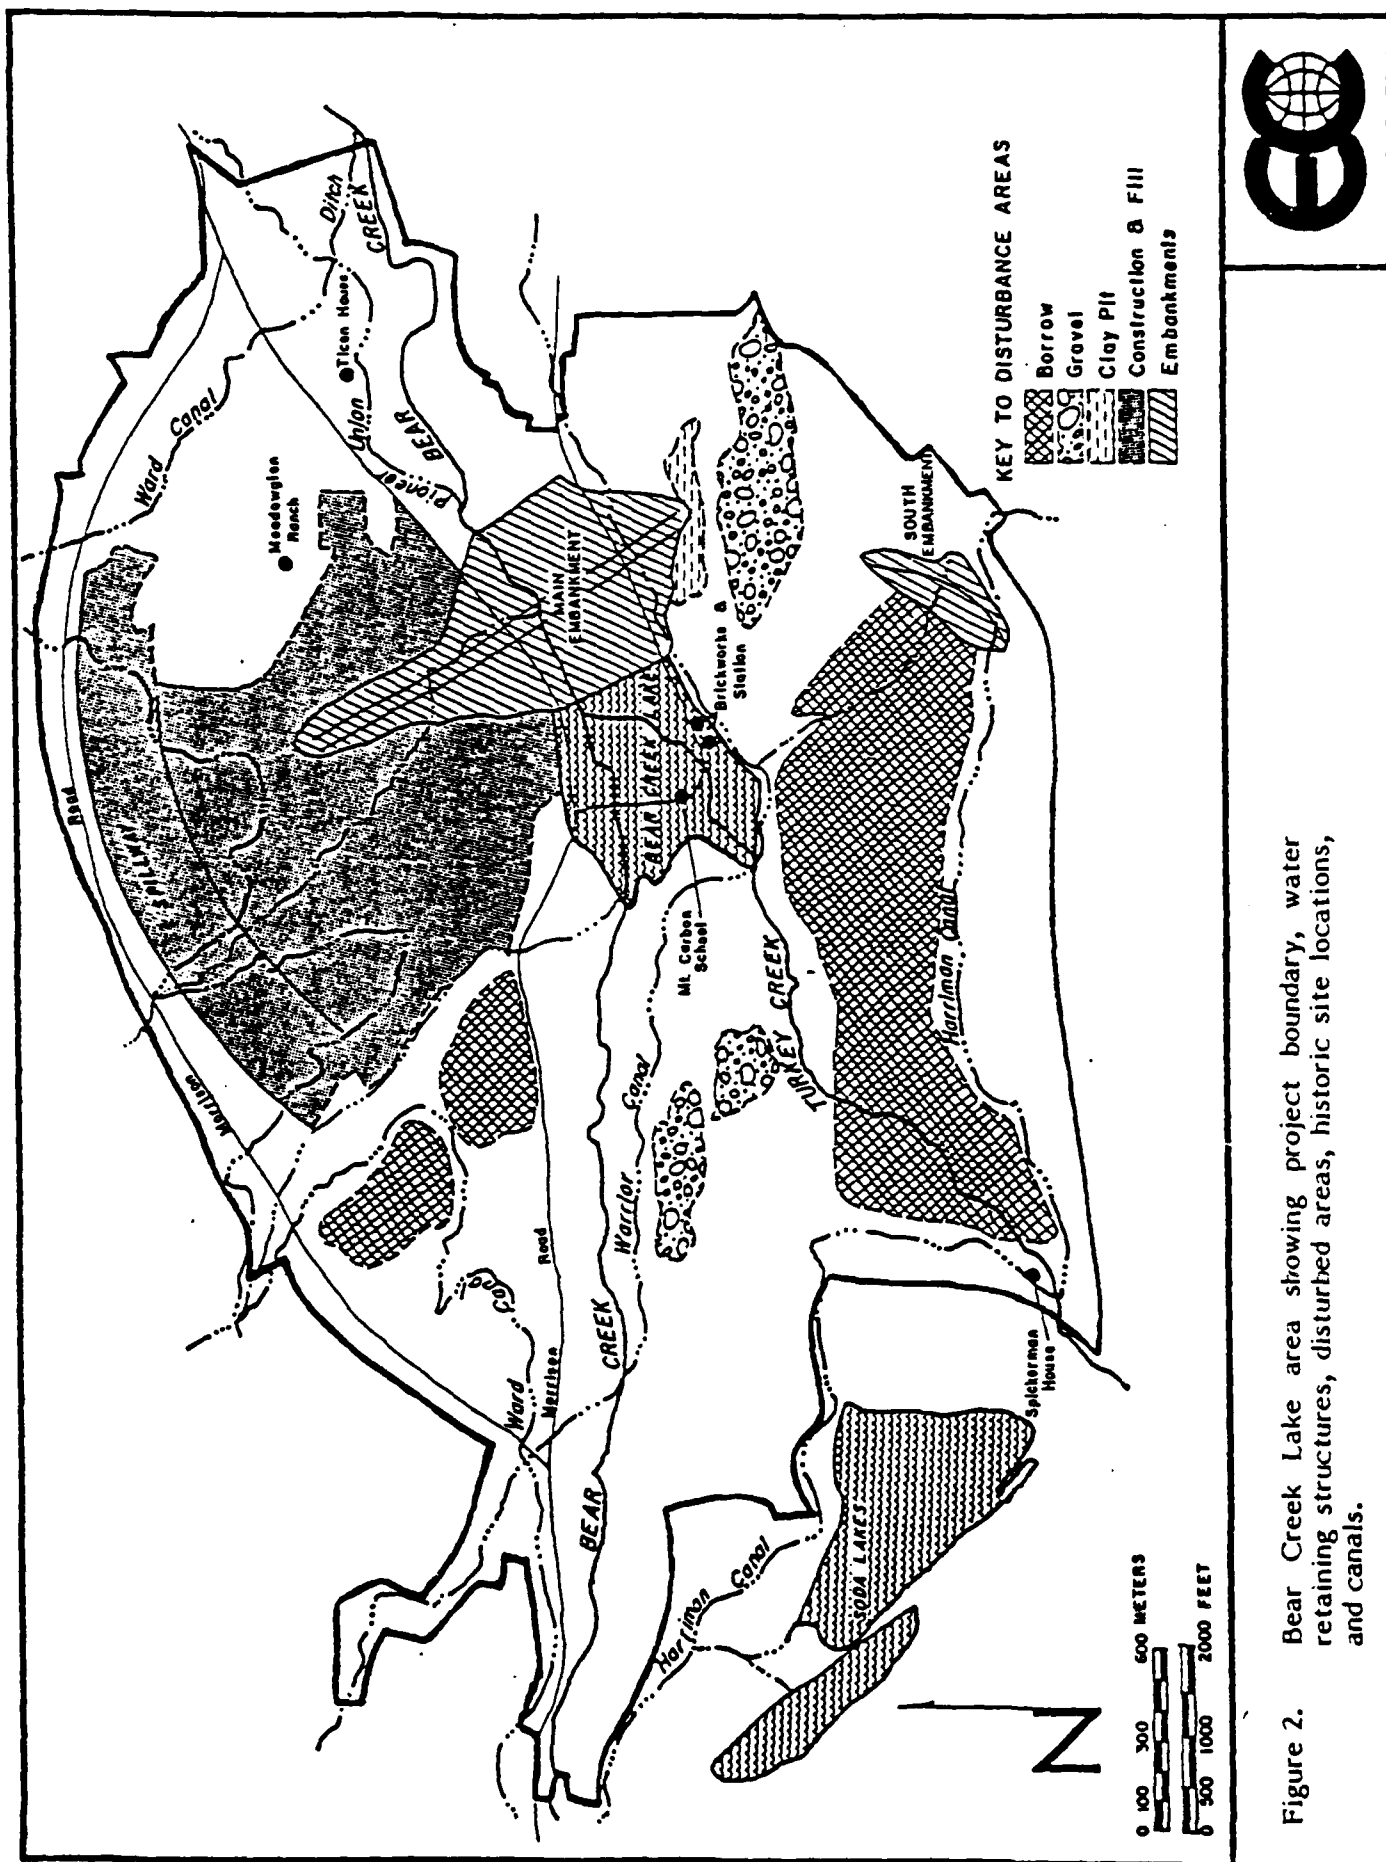 Ward
Canal
Ditch
CREEK
Ticen House
Union
Pioneer
BEAR
Meadowglen
Ranch
Road
SPILLWAY
Morrison
MAIN
EMBANKMENT
BEAR CREEK LAKE
Brickworks &
Station
Mt. Carbon
School
SOUTH
EMBANKMENT
Harriman Canal
TURKEY
CREEK
Warrior
Canal
Ward
Canal
Morrison
Road
BEAR
CREEK
Spickerman
House
SODA LAKES
Harriman
Canal
KEY TO DISTURBANCE AREAS
Borrow
Gravel
Clay Pit
Construction & Fill
Embankments
N
0 100 300 600 METERS
0 500 1000 2000 FEET
Figure 2. Bear Creek Lake area showing project boundary, water
retaining structures, disturbed areas, historic site locations,
and canals.